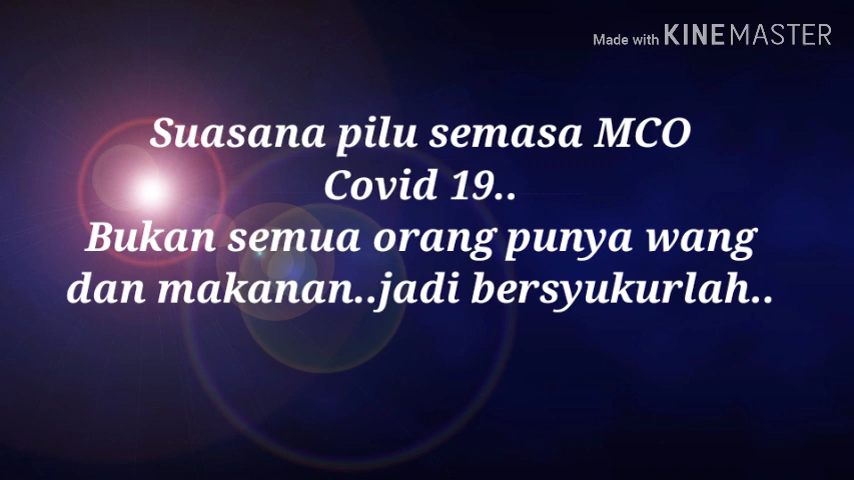 Made with KINEMASTER
Suasana pilu semasa MCO
Covid 19..
Bukan semua orang punya wang
dan makanan..jadi bersyukurlah..